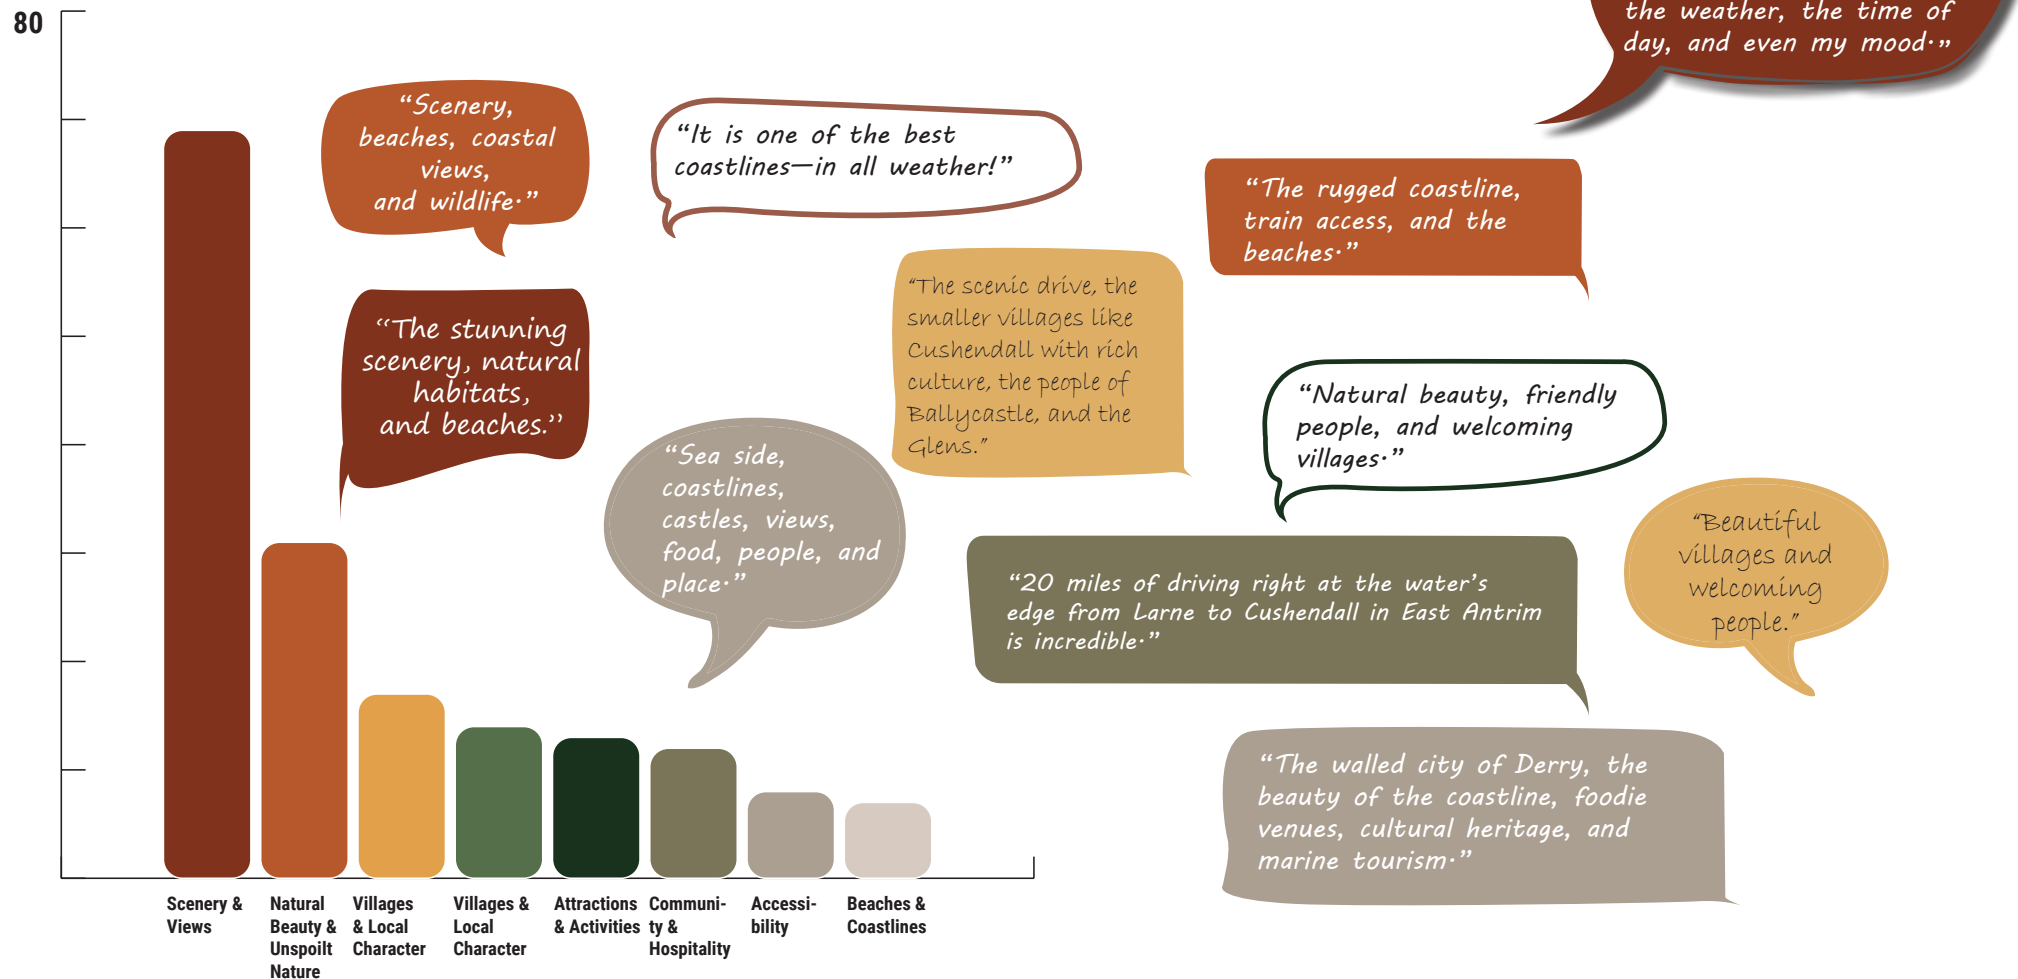 80
the weather, the time of
day, and even my mood.”
“Scenery,
beaches, coastal
views,
and wildlife.”
“It is one of the best
coastlines—in all weather!”
“The rugged coastline,
train access, and the
beaches.”
“The stunning
scenery, natural
habitats,
and beaches.”
“The scenic drive, the
smaller villages like
Cushendall with rich
culture, the people of
Ballycastle, and the
Glens.”
“Natural beauty, friendly
people, and welcoming
villages.”
“Sea side,
coastlines,
castles, views,
food, people, and
place.”
“20 miles of driving right at the water’s
edge from Larne to Cushendall in East Antrim
is incredible.”
“Beautiful
villages and
welcoming
people.”
“The walled city of Derry, the
beauty of the coastline, foodie
venues, cultural heritage, and
marine tourism.”
Scenery &
Views
Natural
Beauty &
Unspoilt
Nature
Villages
& Local
Character
Villages &
Local
Character
Attractions
& Activities
Communi-
ty &
Hospitality
Accessi-
bility
Beaches &
Coastlines